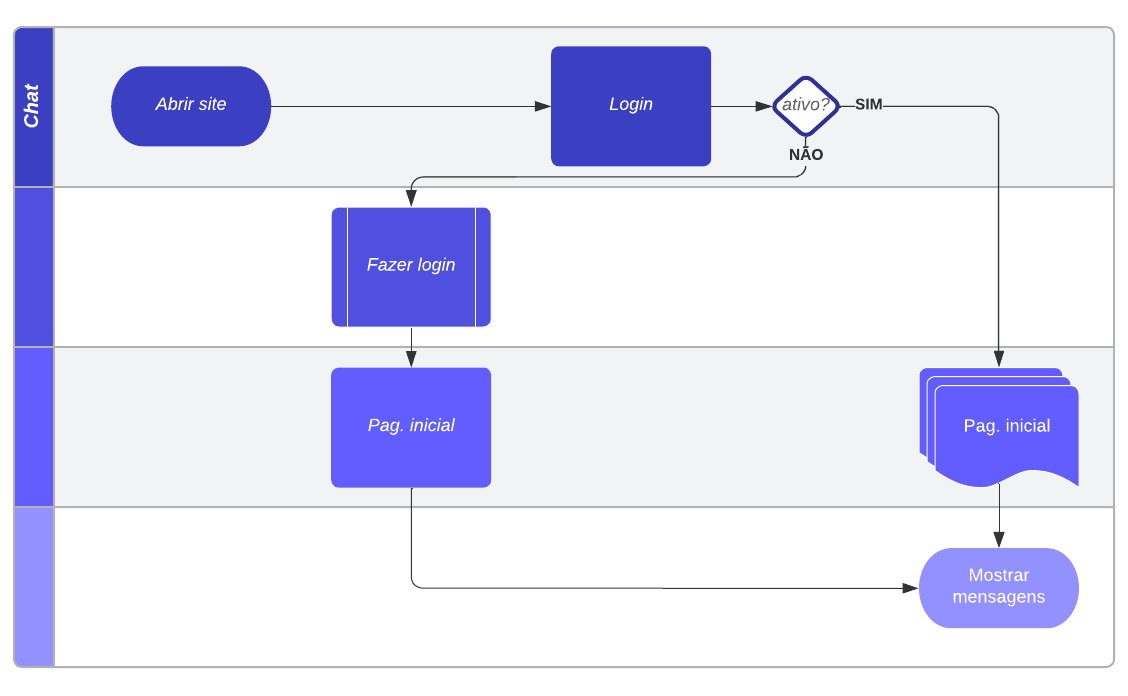 Chat
Abrir site
Login
ativo?
SIM
NÃO
Fazer login
Pag. inicial
Pag. inicial
Mostrar
mensagens